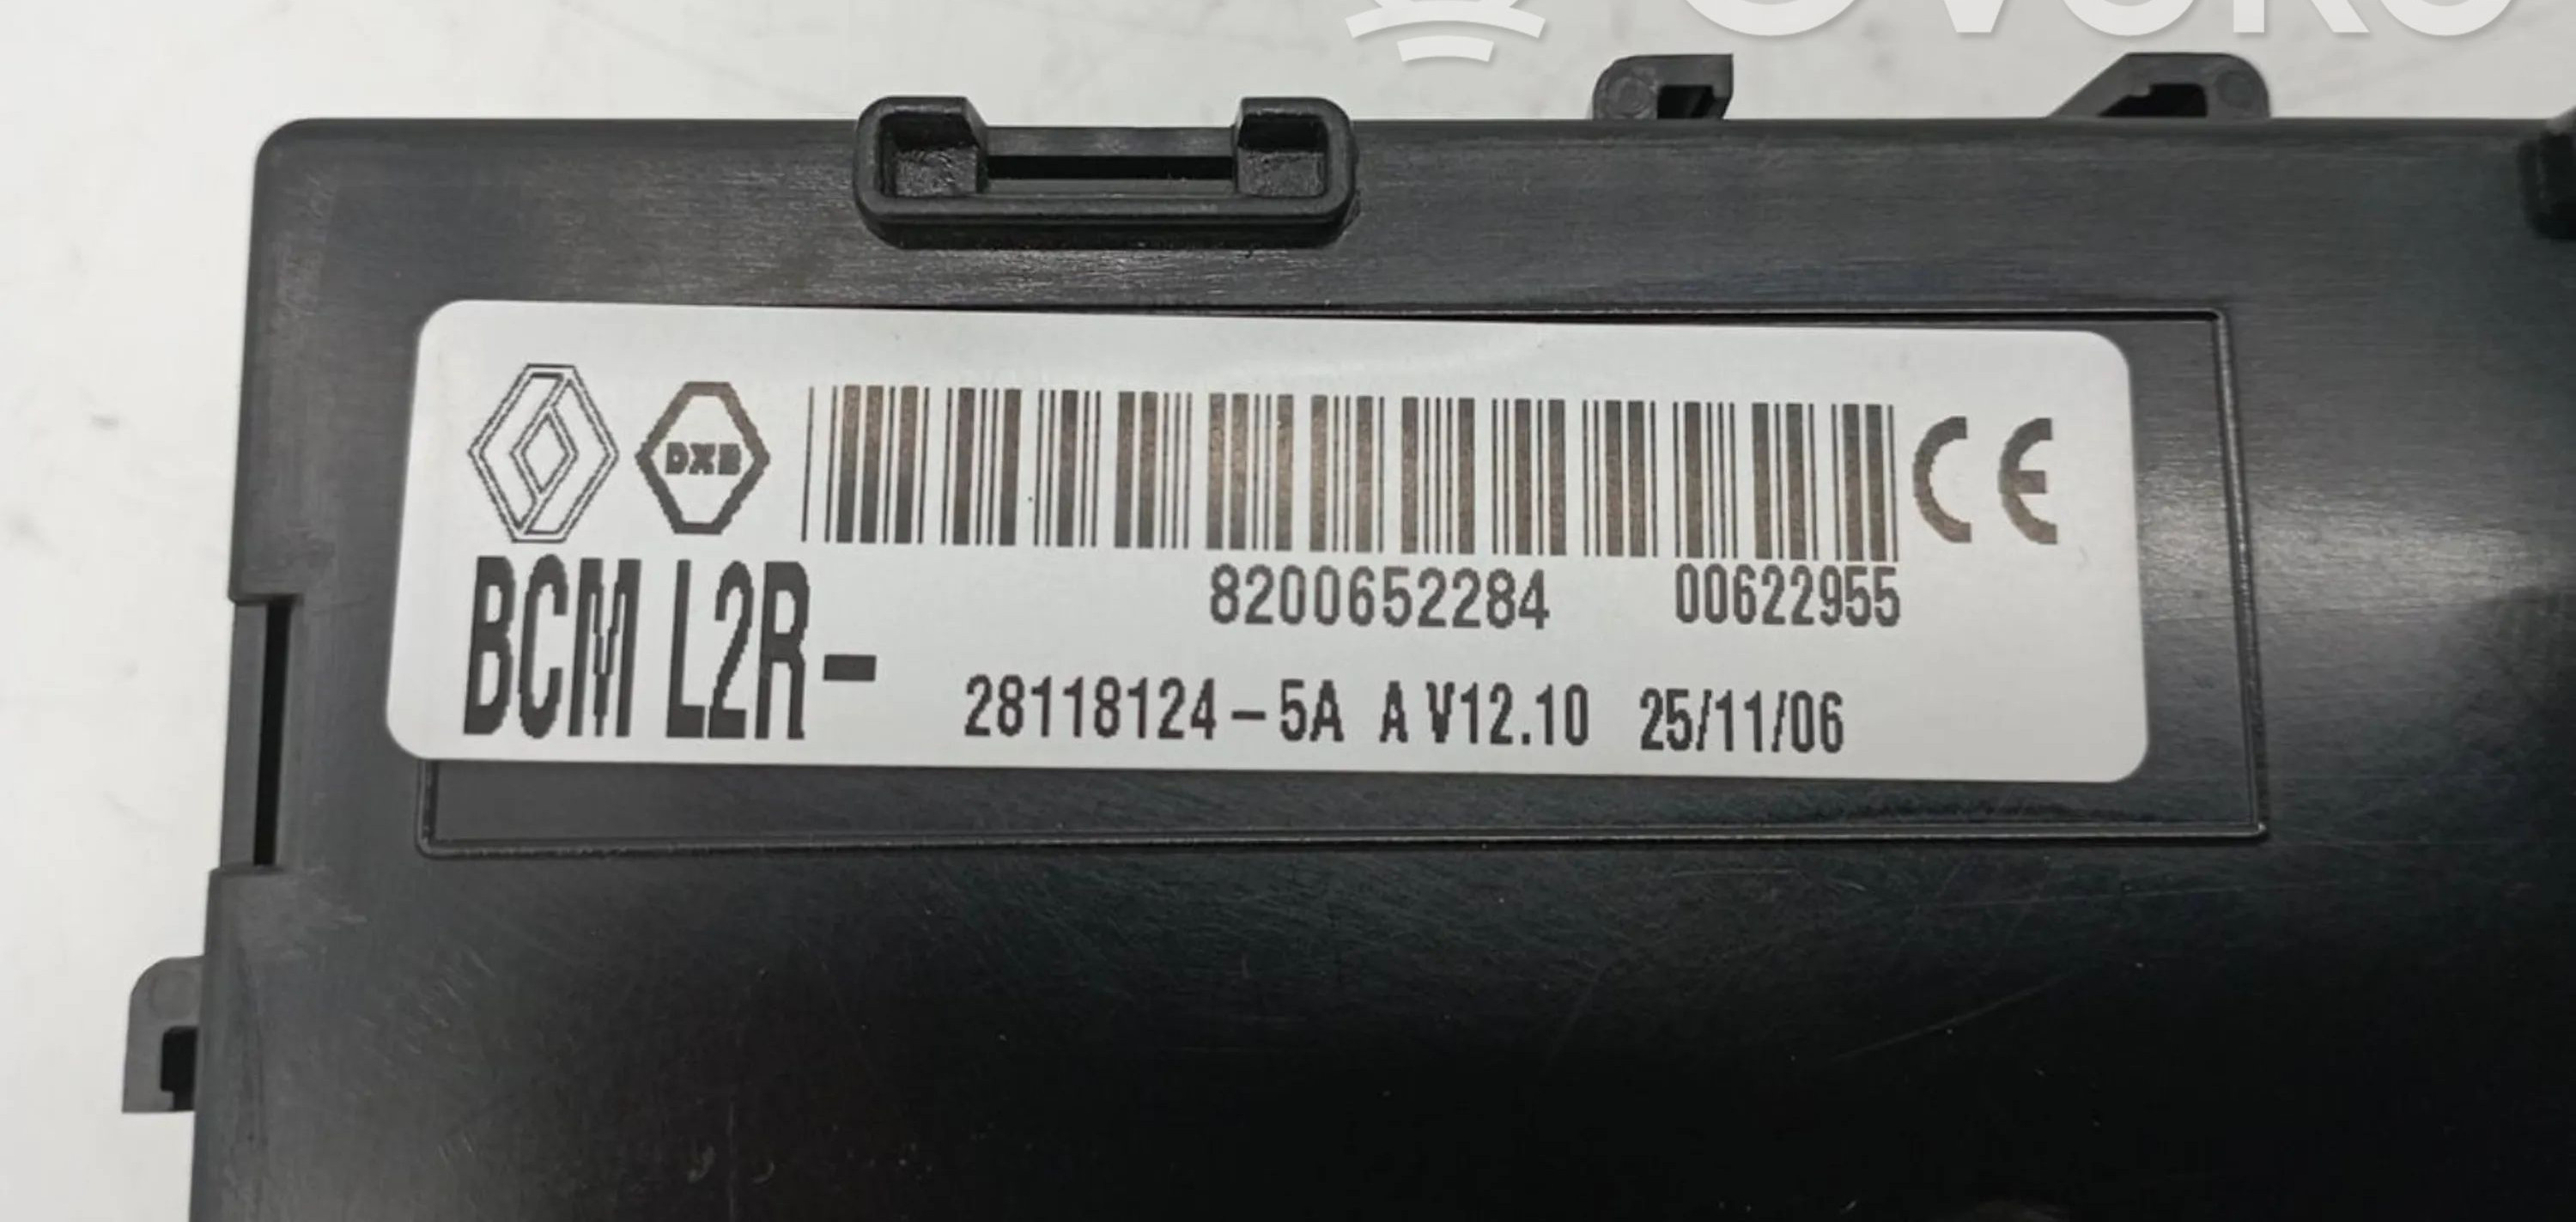 DXB
8200652284 00622955
BCM L2R-
28118124-5A A V12.10 25/11/06